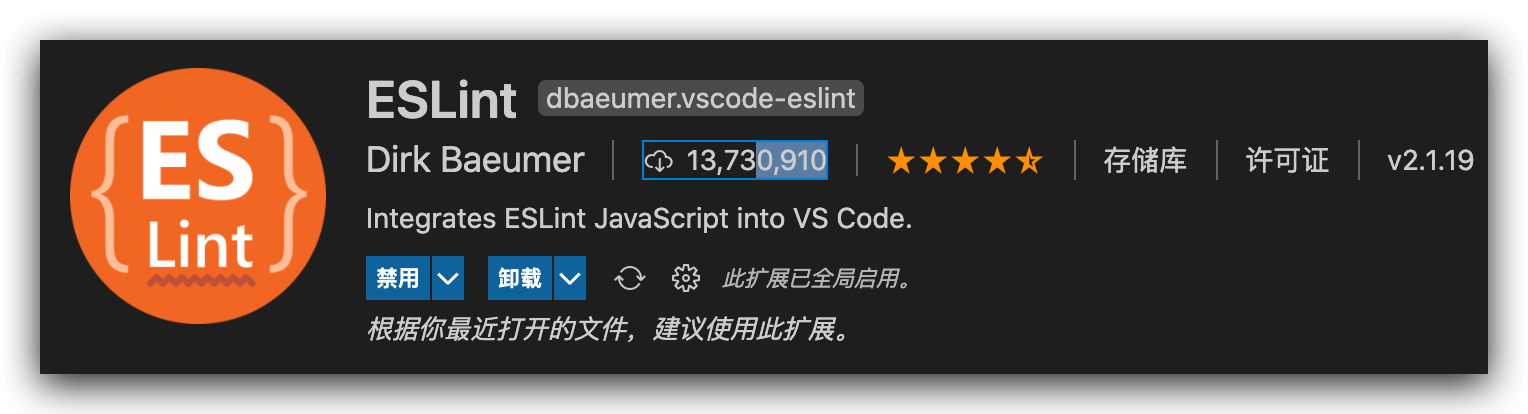 {ES
Lint}
ESLint dbaeumer.vscode-eslint
Dirk Baeumer | 13,730,910 | ★★★★⯪ | 存储库 | 许可证 | v2.1.19
Integrates ESLint JavaScript into VS Code.
禁用 卸载 此扩展已全局启用。
根据你最近打开的文件，建议使用此扩展。